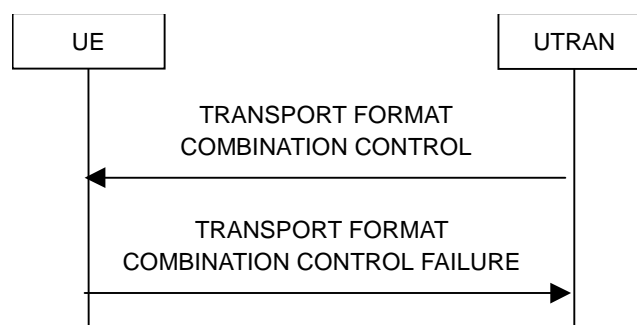 UE
UTRAN
TRANSPORT FORMAT
COMBINATION CONTROL
TRANSPORT FORMAT
COMBINATION CONTROL FAILURE